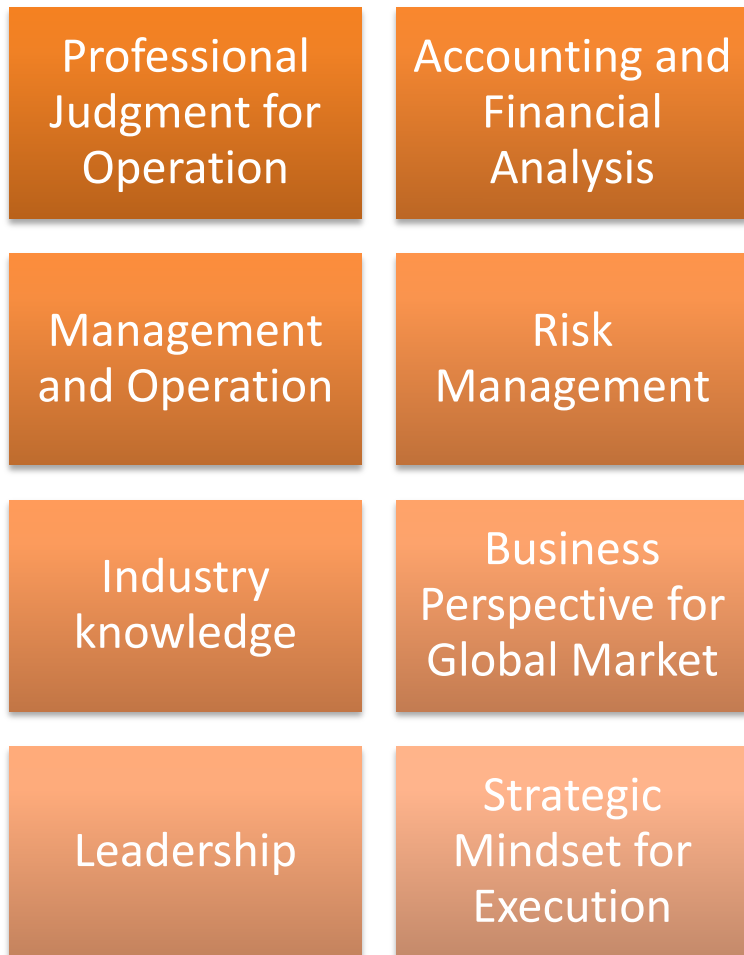 Professional
Judgment for
Operation
Accounting and
Financial
Analysis
Management
and Operation
Risk
Management
Industry
knowledge
Business
Perspective for
Global Market
Leadership
Strategic
Mindset for
Execution